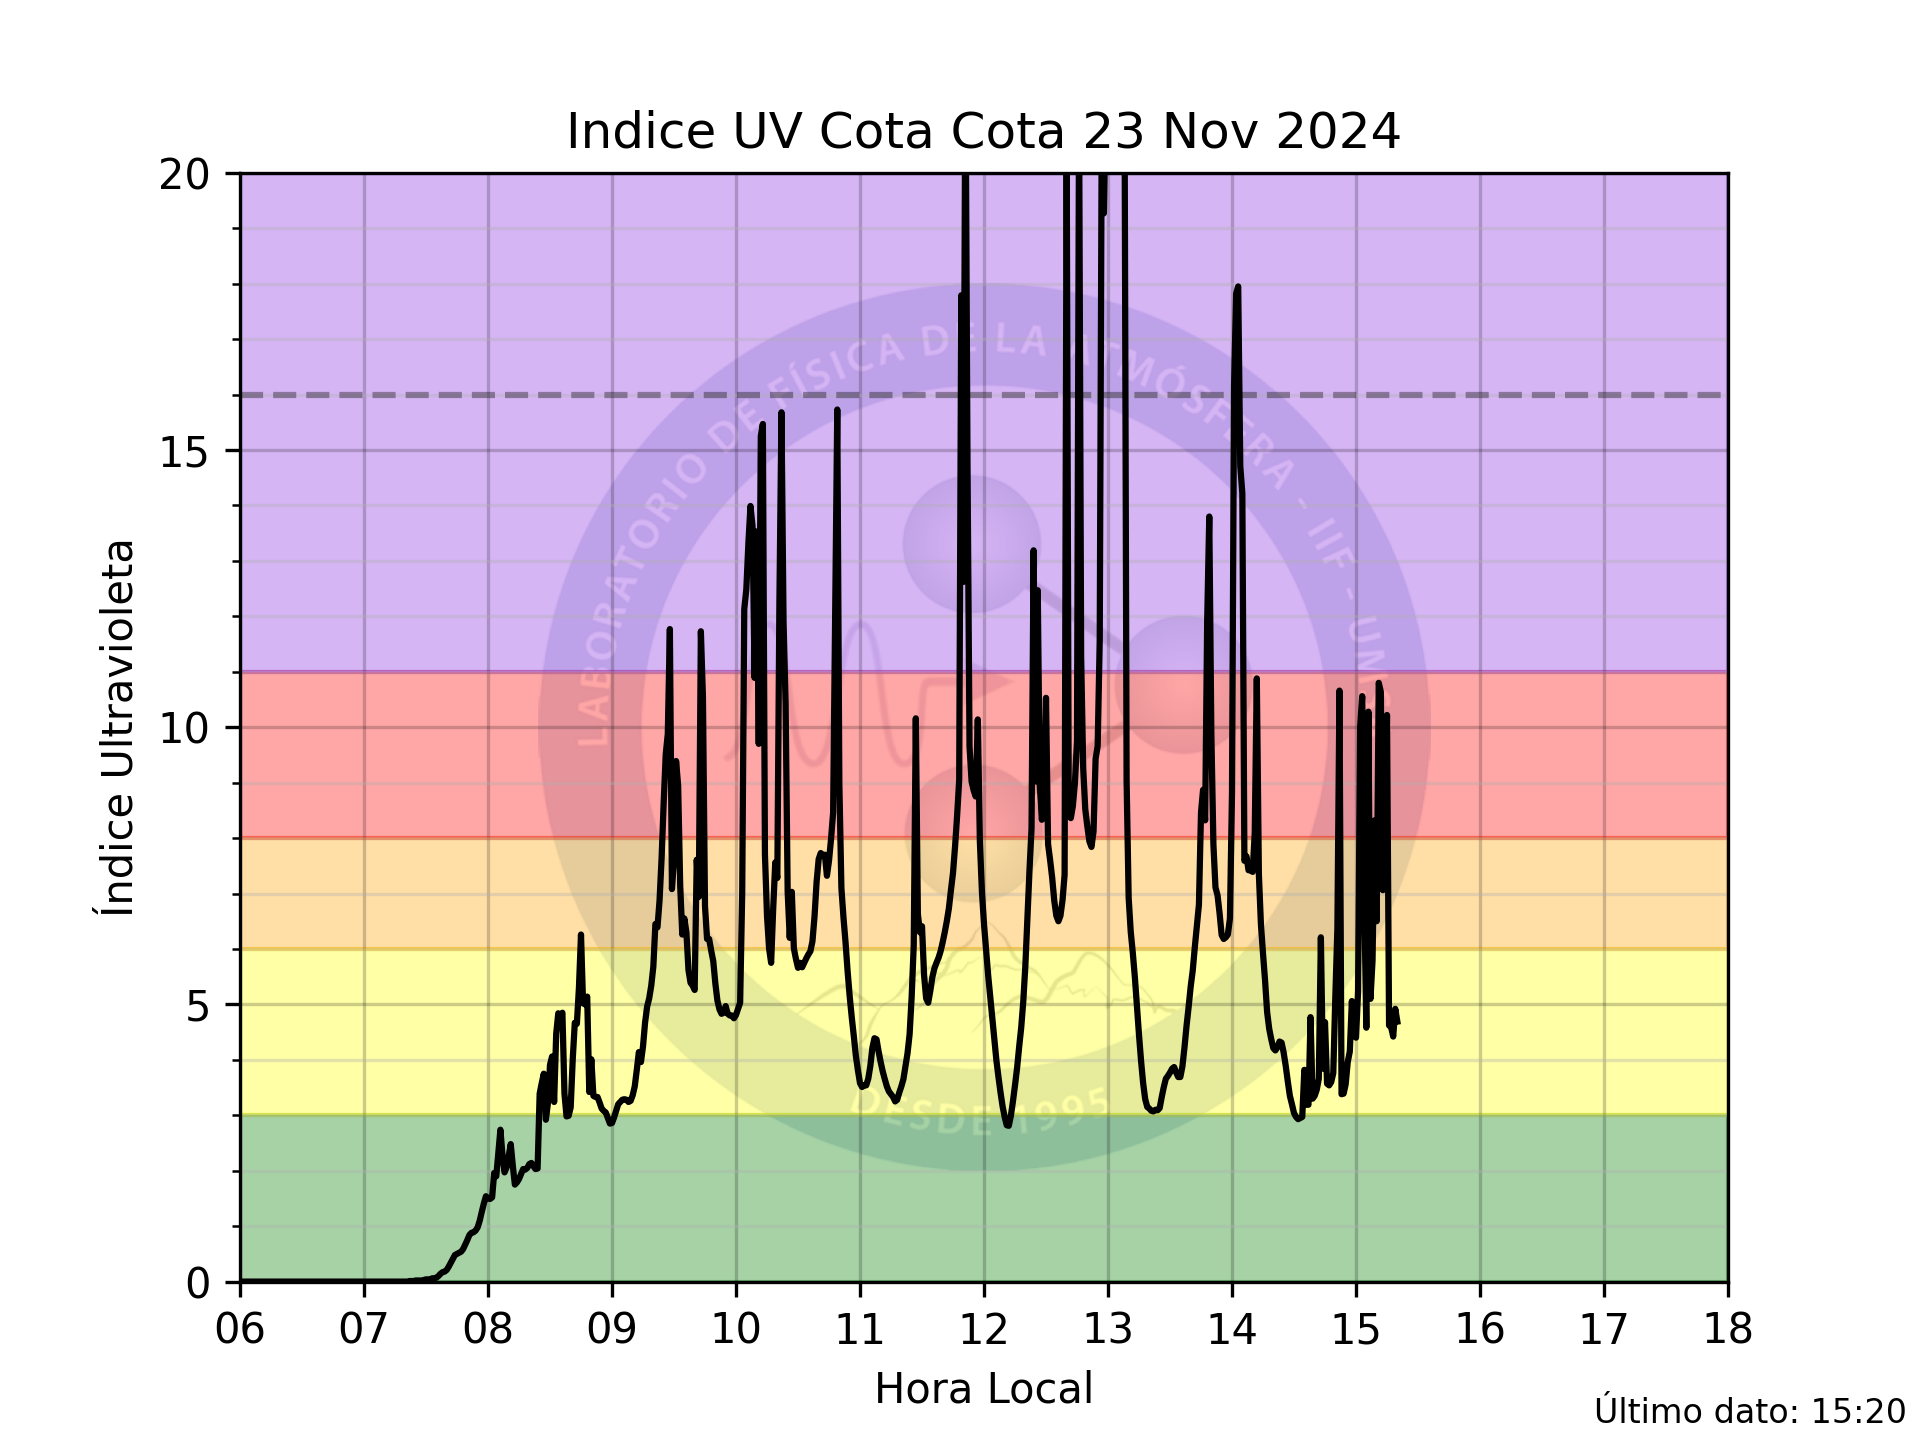 Indice UV Cota Cota 23 Nov 2024
20
15
10
5
0
Índice Ultravioleta
LABORATORIO DE FÍSICA DE LA ATMÓSFERA - IIF - UMSA
DESDE 1995
06 07 08 09 10 11 12 13 14 15 16 17 18
Hora Local
Último dato: 15:20